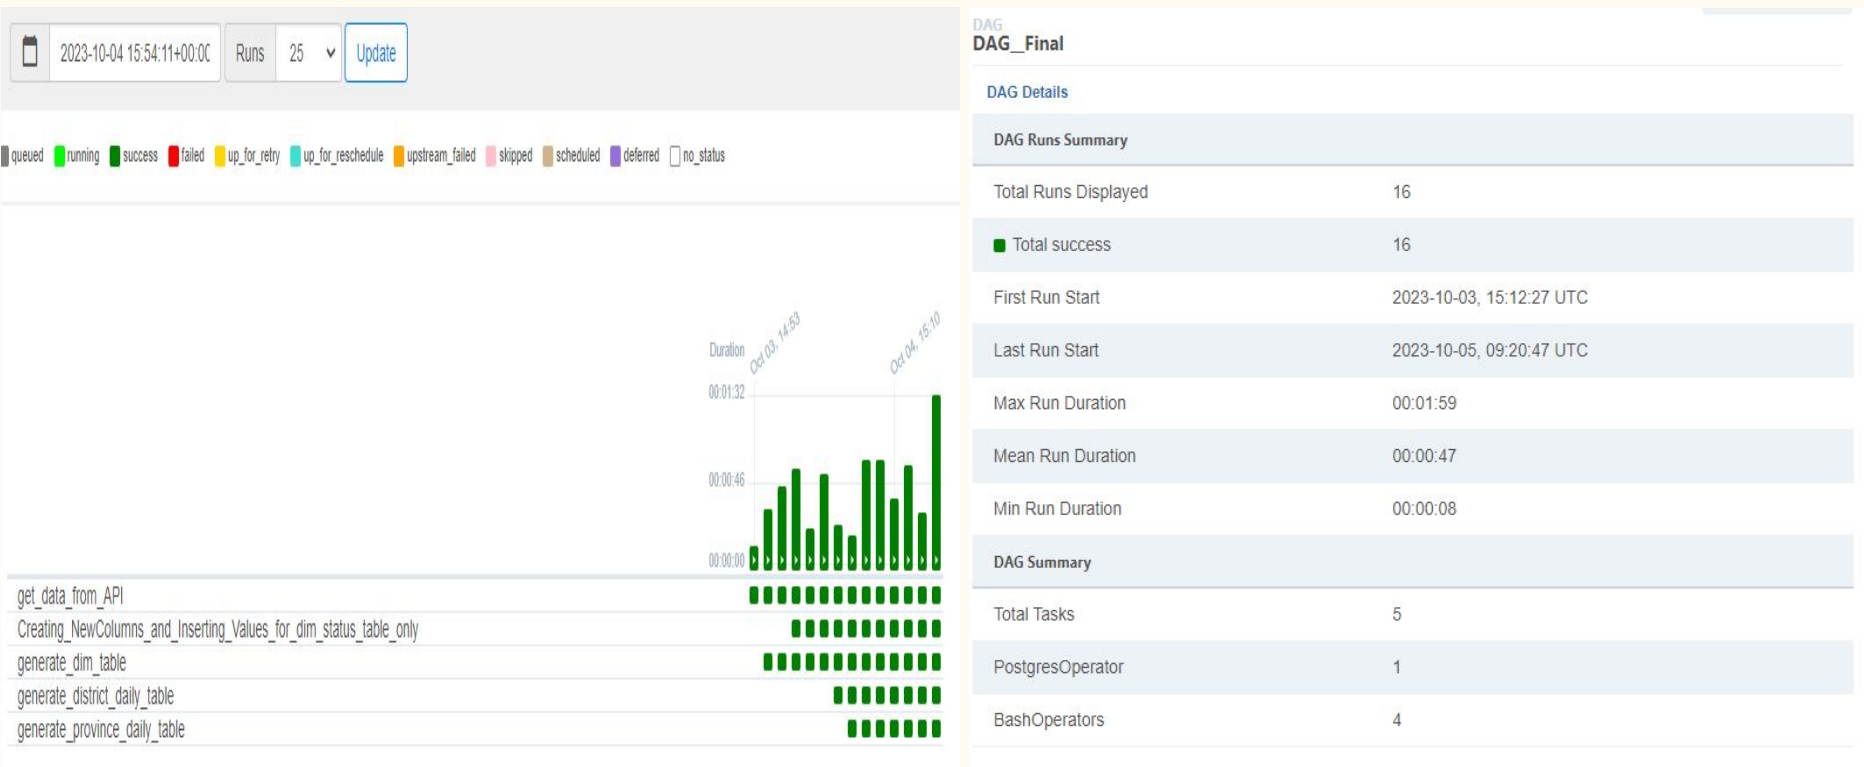 2023-10-04 15:54:11+00:00
Runs
25
Update
queued running success failed up_for_retry up_for_reschedule upstream_failed skipped scheduled deferred no_status
Oct 03, 14:53
Oct 04, 15:10
Duration
00:01:32
00:00:46
00:00:00
get_data_from_API
Creating_NewColumns_and_Inserting_Values_for_dim_status_table_only
generate_dim_table
generate_district_daily_table
generate_province_daily_table
DAG
DAG_Final
DAG Details
DAG Runs Summary
Total Runs Displayed 16
Total success 16
First Run Start 2023-10-03, 15:12:27 UTC
Last Run Start 2023-10-05, 09:20:47 UTC
Max Run Duration 00:01:59
Mean Run Duration 00:00:47
Min Run Duration 00:00:08
DAG Summary
Total Tasks 5
PostgresOperator 1
BashOperators 4